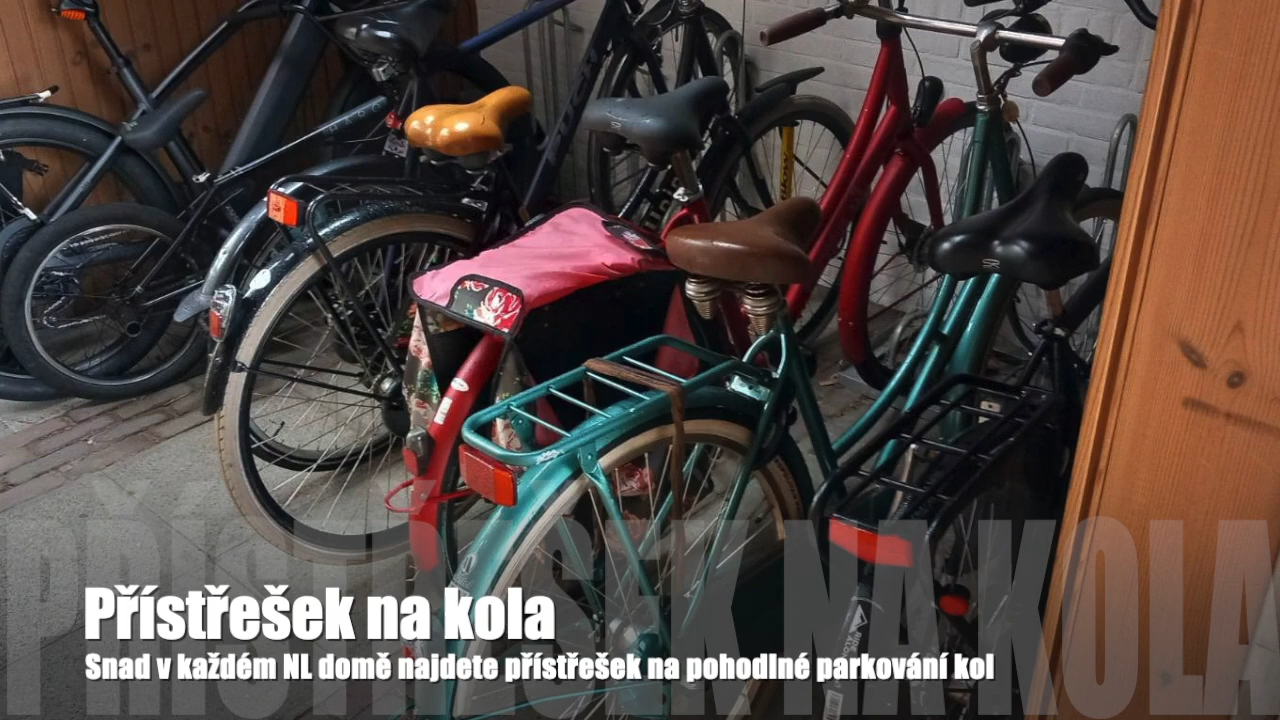 Přístřešek na kola
Snad v každém NL domě najdete přístřešek na pohodlné parkování kol
PŘÍSTŘEŠEK NA KOLA